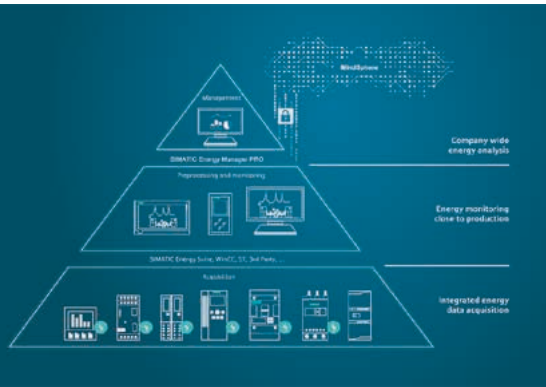 MindSphere
Management
SIMATIC Energy Manager PRO
Company wide
energy analysis
Preprocessing and monitoring
Energy monitoring
close to production
SIMATIC Energy Suite, WinCC, S7, 3rd Party, ...
Acquisition
Integrated energy
data acquisition